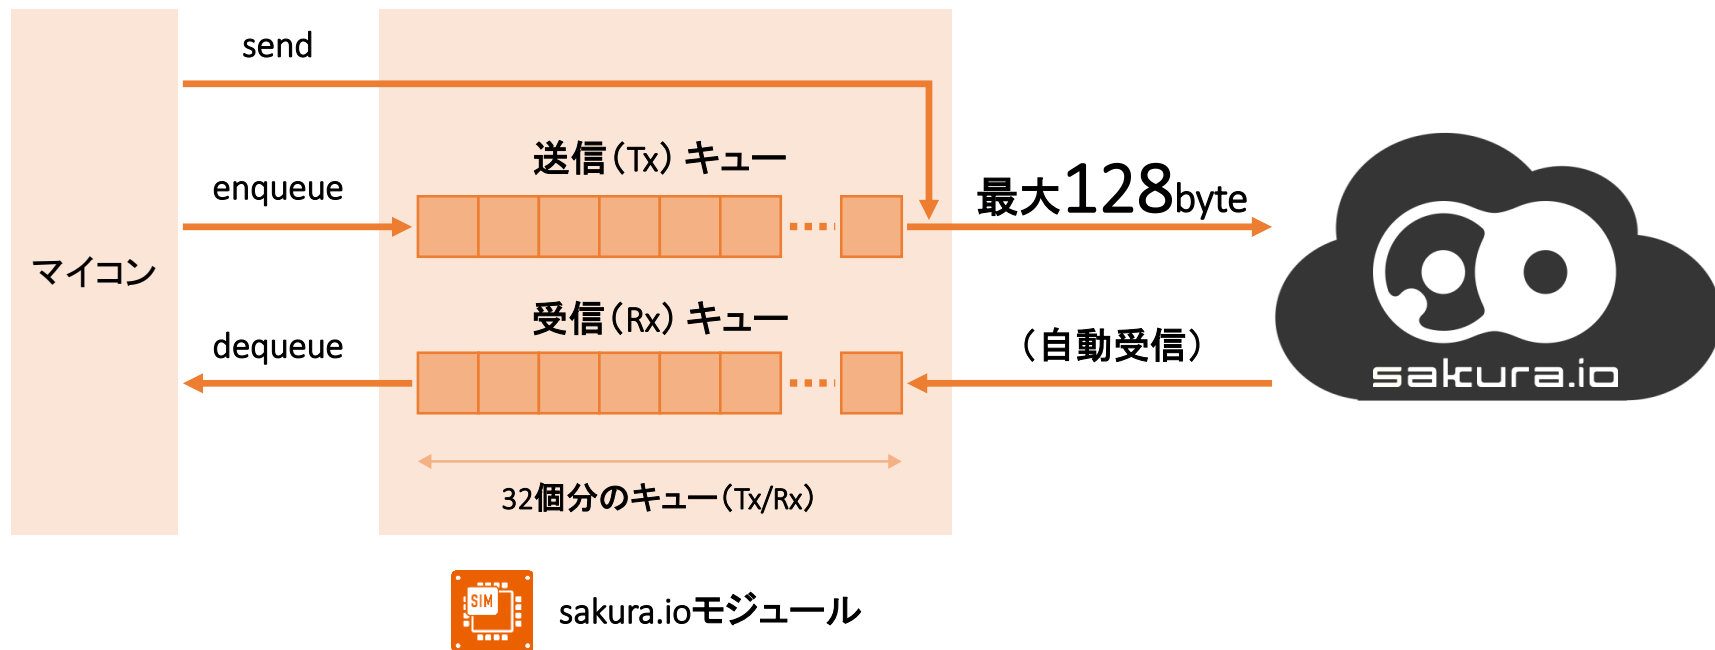 send
送信（Tx）キュー
enqueue
最大128byte
マイコン
受信（Rx）キュー
dequeue
（自動受信）
sakura.io
32個分のキュー（Tx/Rx）
SIM
sakura.ioモジュール